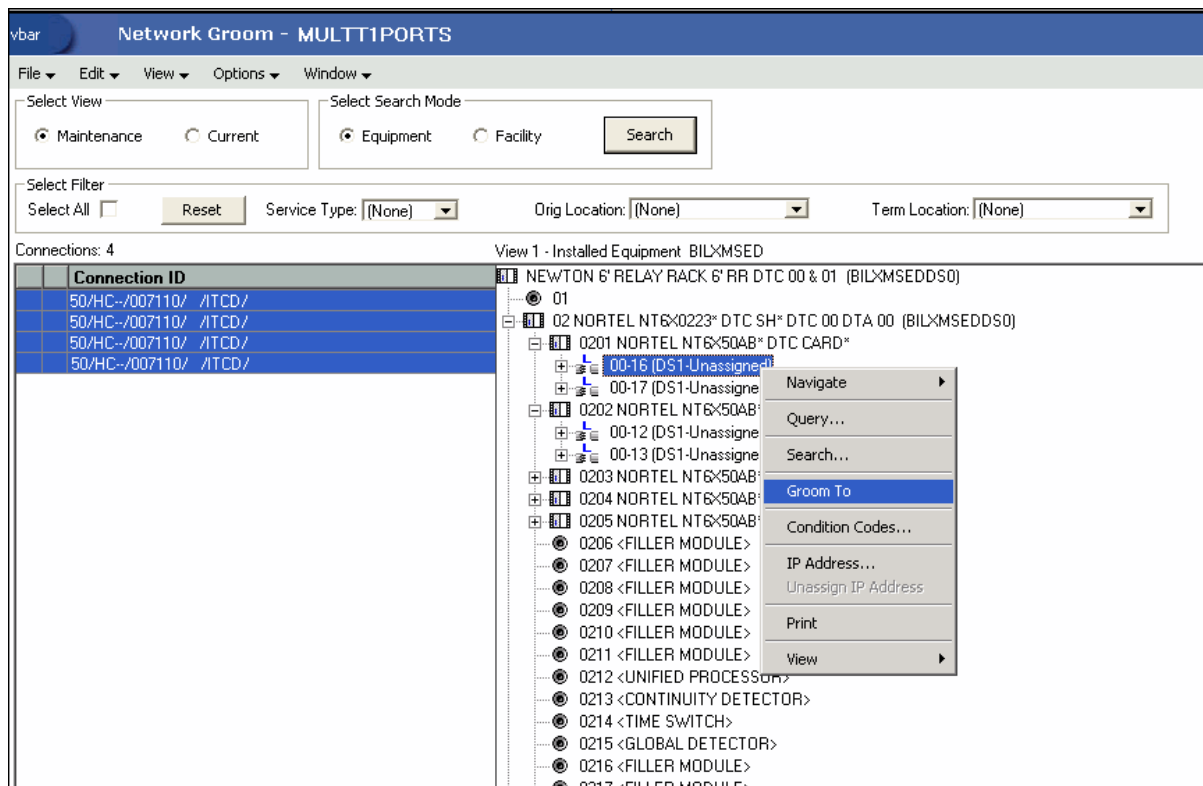 vbar Network Groom - MULTT1PORTS
File Edit View Options Window
Select View Select Search Mode
Maintenance Current Equipment Facility Search
Select Filter
Select All Reset Service Type: (None) Orig Location: (None) Term Location: (None)
Connections: 4 View 1 - Installed Equipment BILXMSED
Connection ID
50/HC--/007110/ /ITCD/
50/HC--/007110/ /ITCD/
50/HC--/007110/ /ITCD/
50/HC--/007110/ /ITCD/
NEWTON 6' RELAY RACK 6' RR DTC 00 & 01 (BILXMSEDDS0)
01
02 NORTEL NT6X0223* DTC SH* DTC 00 DTA 00 (BILXMSEDDS0)
0201 NORTEL NT6X50AB* DTC CARD*
00-16 (DS1-Unassigned)
00-17 (DS1-Unassigne
0202 NORTEL NT6X50AB*
00-12 (DS1-Unassigne
00-13 (DS1-Unassigne
0203 NORTEL NT6X50AB*
0204 NORTEL NT6X50AB*
0205 NORTEL NT6X50AB*
0206 <FILLER MODULE>
0207 <FILLER MODULE>
0208 <FILLER MODULE>
0209 <FILLER MODULE>
0210 <FILLER MODULE>
0211 <FILLER MODULE>
0212 <UNIFIED PROCESSOR>
0213 <CONTINUITY DETECTOR>
0214 <TIME SWITCH>
0215 <GLOBAL DETECTOR>
0216 <FILLER MODULE>
0217 <FILLER MODULE>
Navigate
Query...
Search...
Groom To
Condition Codes...
IP Address...
Unassign IP Address
Print
View